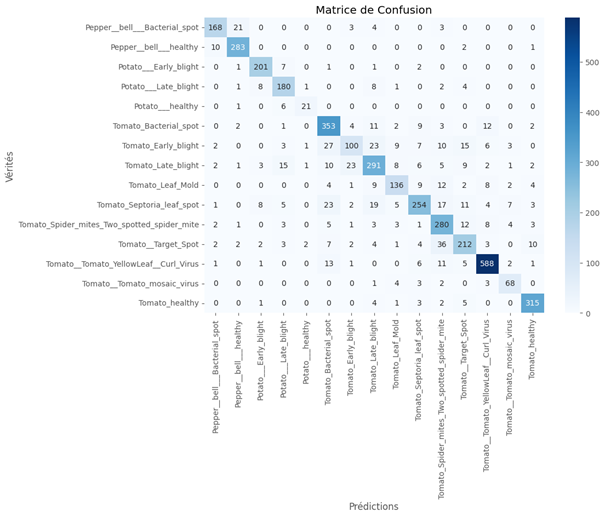 Matrice de Confusion
Vérités
Pepper__bell___Bacterial_spot 168 21 0 0 0 0 3 4 0 0 3 0 0 0 0
Pepper__bell___healthy 10 283 0 0 0 0 0 0 0 0 0 2 0 0 1
Potato___Early_blight 0 1 201 7 0 1 0 1 0 2 0 0 0 0 0
Potato___Late_blight 0 1 8 180 1 0 0 8 1 0 2 4 0 0 0
Potato___healthy 0 1 0 6 21 0 0 0 0 0 0 0 0 0 0
Tomato_Bacterial_spot 0 2 0 1 0 353 4 11 2 9 3 0 12 0 2
Tomato_Early_blight 2 0 0 3 1 27 100 23 9 7 10 15 6 3 0
Tomato_Late_blight 2 1 3 15 1 10 23 291 8 6 5 9 2 1 2
Tomato_Leaf_Mold 0 0 0 0 0 4 1 9 136 9 12 2 8 2 4
Tomato_Septoria_leaf_spot 1 0 8 5 0 23 2 19 5 254 17 11 4 7 3
Tomato_Spider_mites_Two_spotted_spider_mite 2 1 0 3 0 5 1 3 3 1 280 12 8 4 3
Tomato__Target_Spot 2 2 2 3 2 7 2 4 1 4 36 212 3 0 10
Tomato__Tomato_YellowLeaf__Curl_Virus 1 0 1 0 0 13 1 0 0 6 11 5 588 2 1
Tomato__Tomato_mosaic_virus 0 0 0 0 0 0 0 1 4 3 2 0 3 68 0
Tomato_healthy 0 0 1 0 0 0 0 4 1 3 2 5 0 0 315
Pepper__bell___Bacterial_spot
Pepper__bell___healthy
Potato___Early_blight
Potato___Late_blight
Potato___healthy
Tomato_Bacterial_spot
Tomato_Early_blight
Tomato_Late_blight
Tomato_Leaf_Mold
Tomato_Septoria_leaf_spot
Tomato_Spider_mites_Two_spotted_spider_mite
Tomato__Target_Spot
Tomato__Tomato_YellowLeaf__Curl_Virus
Tomato__Tomato_mosaic_virus
Tomato_healthy
Prédictions
500
400
300
200
100
0